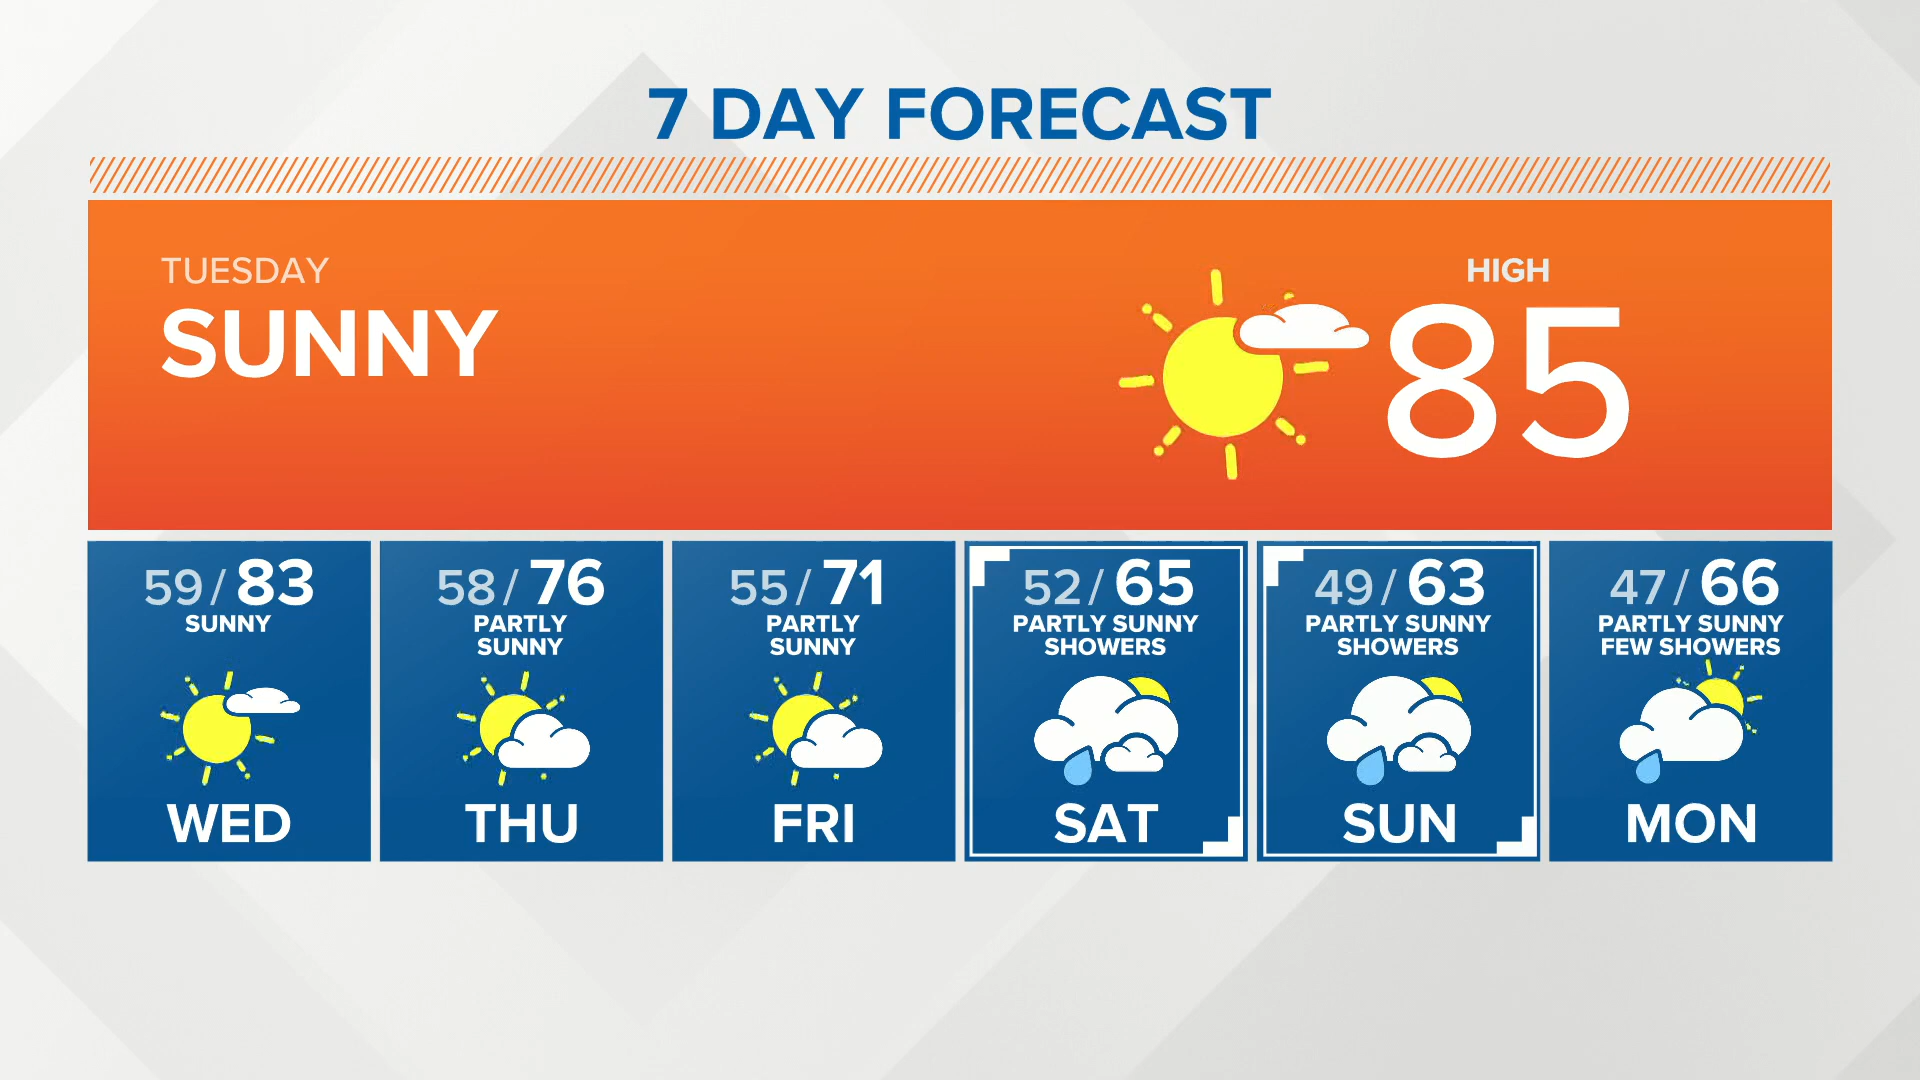 7 DAY FORECAST
TUESDAY
SUNNY
HIGH
85
59/83
SUNNY
WED
58/76
PARTLY
SUNNY
THU
55/71
PARTLY
SUNNY
FRI
52/65
PARTLY SUNNY
SHOWERS
SAT
49/63
PARTLY SUNNY
SHOWERS
SUN
47/66
PARTLY SUNNY
FEW SHOWERS
MON